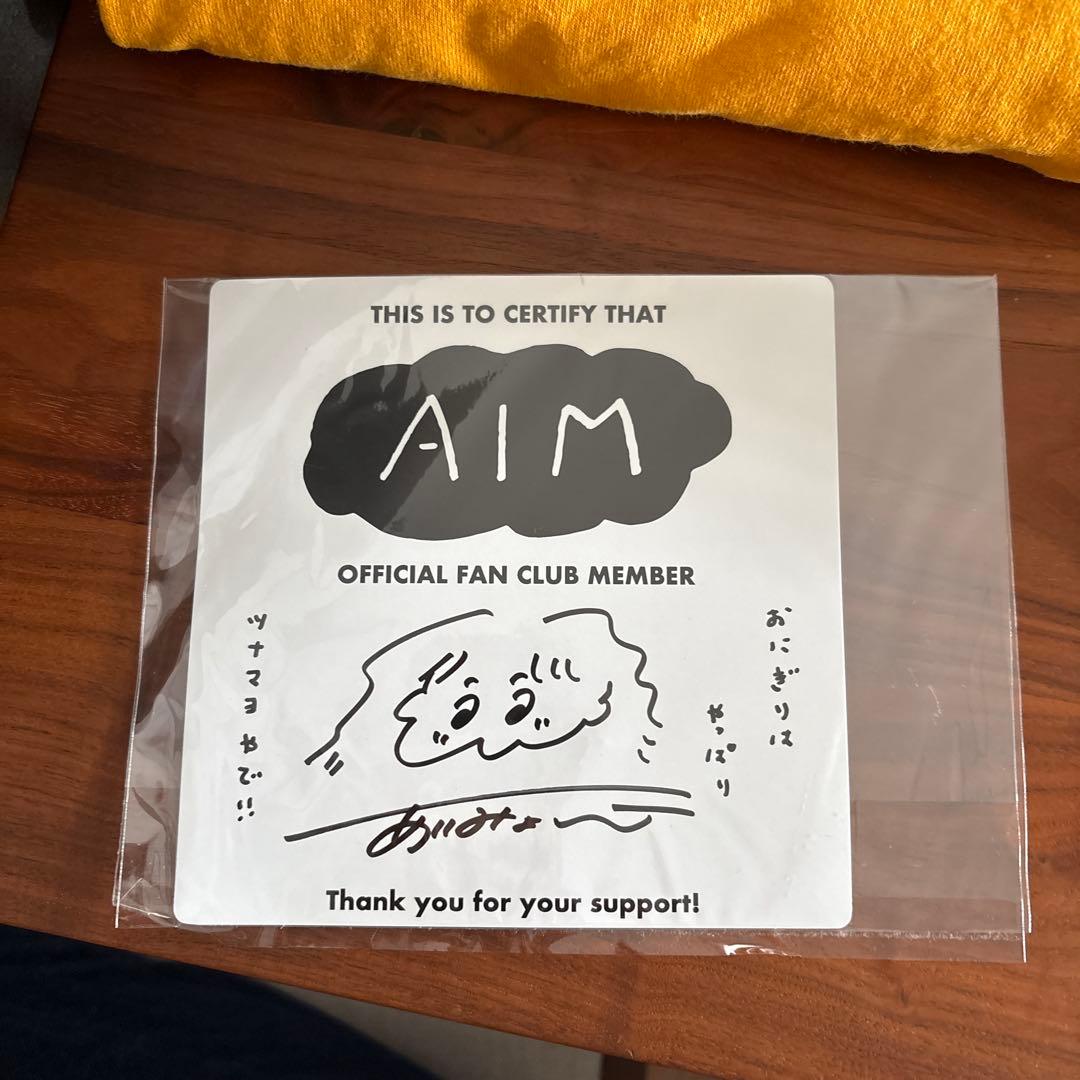 THIS IS TO CERTIFY THAT
AIM
OFFICIAL FAN CLUB MEMBER
おにぎりは
やっぱり
ツナマヨやで!!
あいみょん
Thank you for your support!